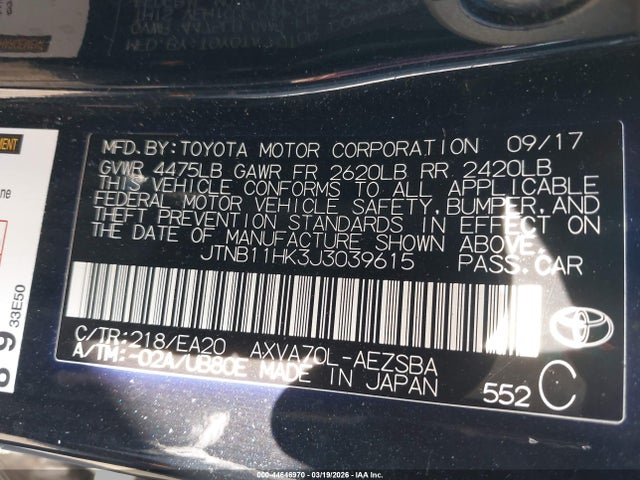 MFD.BY:TOYOTA MOTOR CORPORATION 09/17
GVWR 4475LB GAWR FR 2620LB RR 2420LB
THIS VEHICLE CONFORMS TO ALL APPLICABLE
FEDERAL MOTOR VEHICLE SAFETY,BUMPER,AND
THEFT PREVENTION STANDARDS IN EFFECT ON
THE DATE OF MANUFACTURE SHOWN ABOVE.
JTNB11HK3J3039615 PASS.CAR
C/TR:218/EA20 AXVA70L-AEZSBA
A/TM:-02A/UB80E MADE IN JAPAN
552 C
33E50
000-44646970 - 03/19/2026 - IAA Inc.